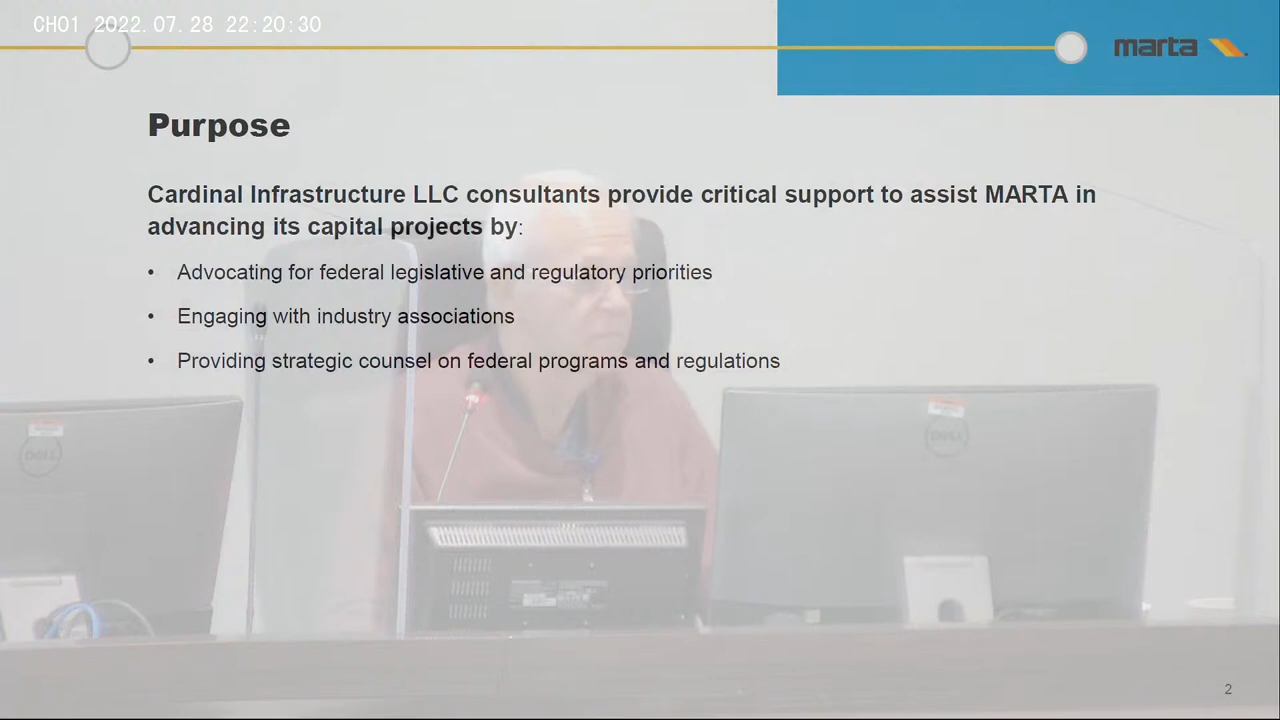 CH01 2022.07.28 22:20:30
marta
Purpose
Cardinal Infrastructure LLC consultants provide critical support to assist MARTA in
advancing its capital projects by:
• Advocating for federal legislative and regulatory priorities
• Engaging with industry associations
• Providing strategic counsel on federal programs and regulations
DELL
DELL
2